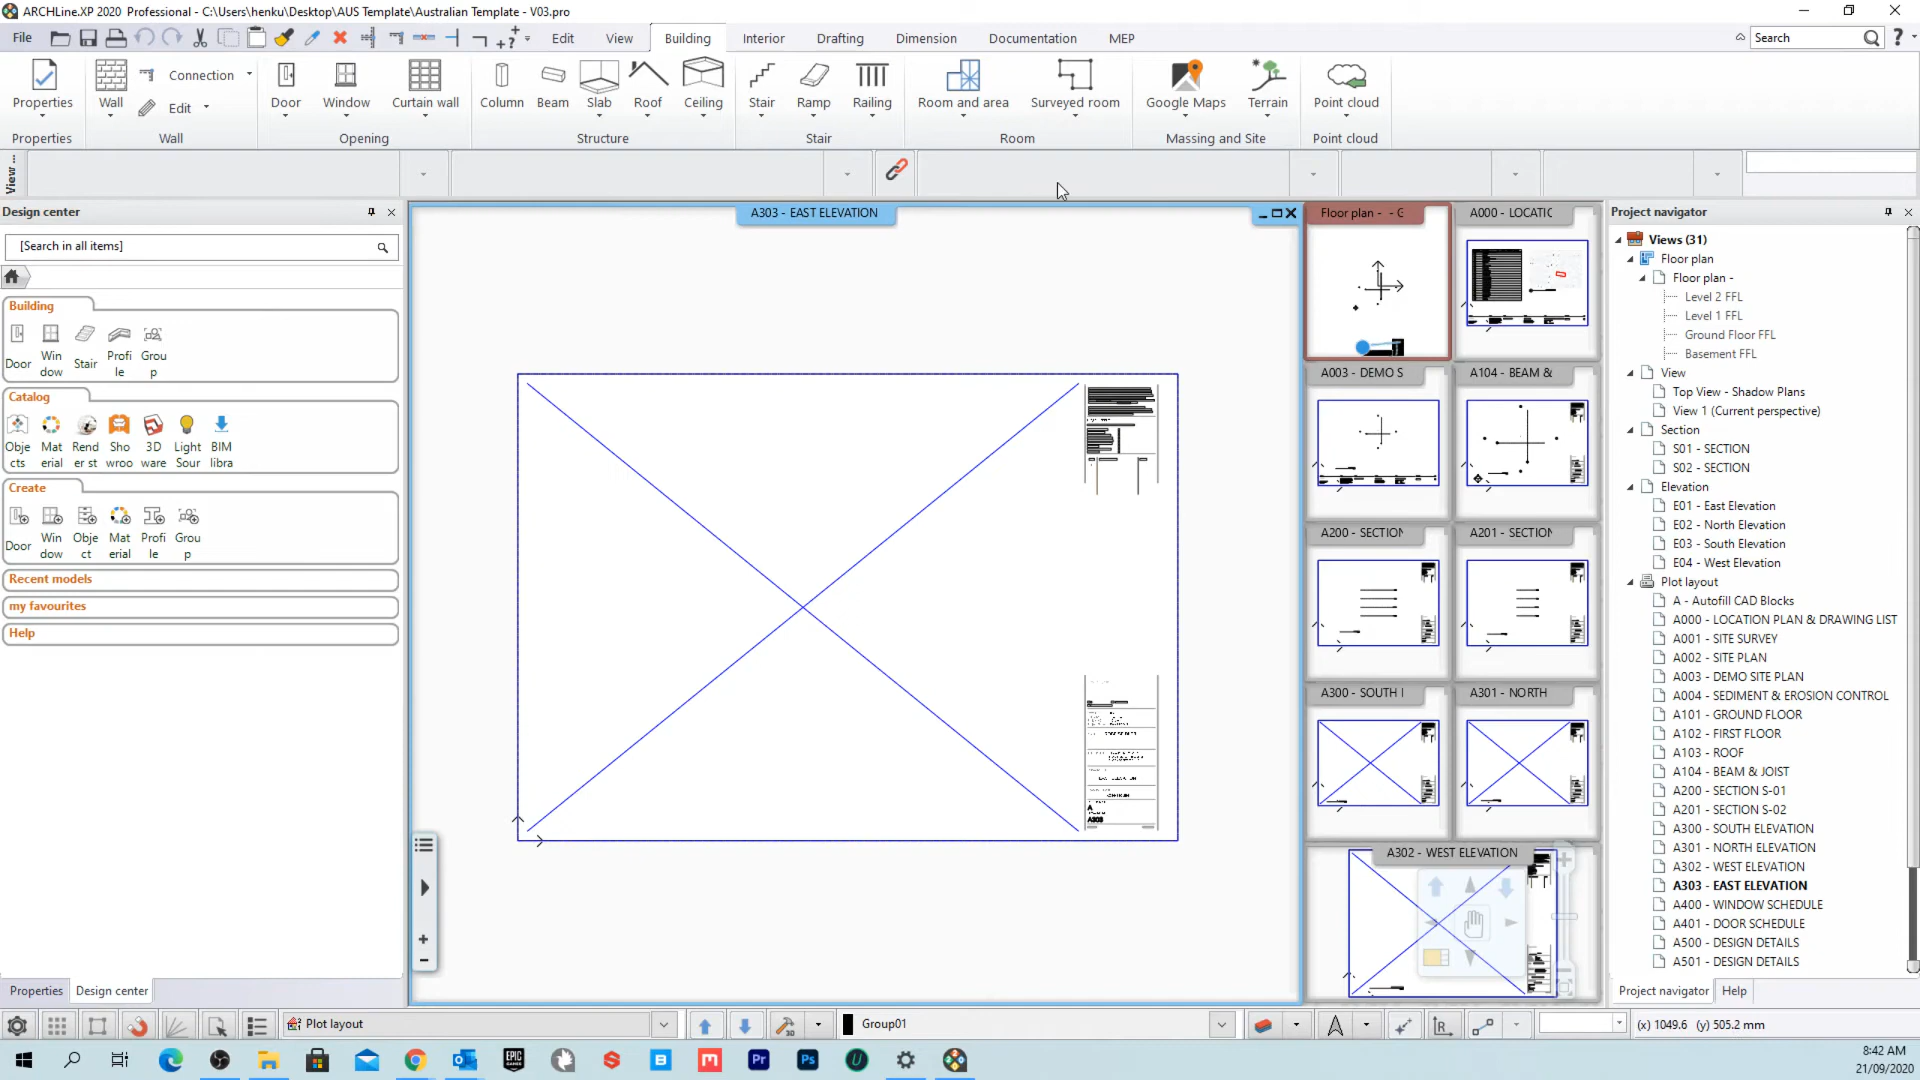 ARCHLine.XP 2020  Professional - C:\Users\henku\Desktop\AUS Template\Australian Template - V03.pro
File
Edit
View
Building
Interior
Drafting
Dimension
Documentation
MEP
Search
Properties
Wall
Connection
Edit
Door
Window
Curtain wall
Column
Beam
Slab
Roof
Ceiling
Stair
Ramp
Railing
Room and area
Surveyed room
Google Maps
Terrain
Point cloud
Properties
Wall
Opening
Structure
Stair
Room
Massing and Site
Point cloud
View
Design center
[Search in all items]
Building
Door
Win
dow
Stair
Profi
le
Grou
p
Catalog
Obje
cts
Mat
erial
Rend
er st
Sho
wroo
3D
ware
Light
Sour
BIM
libra
Create
Door
Win
dow
Obje
ct
Mat
erial
Profi
le
Grou
p
Recent models
my favourites
Help
Properties
Design center
A303 - EAST ELEVATION
A303
Floor plan -
A000 - LOCATIC
A003 - DEMO S
A104 - BEAM &
A200 - SECTION
A201 - SECTION
A300 - SOUTH
A301 - NORTH
A302 - WEST ELEVATION
Project navigator
Views (31)
Floor plan
Floor plan -
Level 2 FFL
Level 1 FFL
Ground Floor FFL
Basement FFL
View
Top View - Shadow Plans
View 1 (Current perspective)
Section
S01 - SECTION
S02 - SECTION
Elevation
E01 - East Elevation
E02 - North Elevation
E03 - South Elevation
E04 - West Elevation
Plot layout
A - Autofill CAD Blocks
A000 - LOCATION PLAN & DRAWING LIST
A001 - SITE SURVEY
A002 - SITE PLAN
A003 - DEMO SITE PLAN
A004 - SEDIMENT & EROSION CONTROL
A101 - GROUND FLOOR
A102 - FIRST FLOOR
A103 - ROOF
A104 - BEAM & JOIST
A200 - SECTION S-01
A201 - SECTION S-02
A300 - SOUTH ELEVATION
A301 - NORTH ELEVATION
A302 - WEST ELEVATION
A303 - EAST ELEVATION
A400 - WINDOW SCHEDULE
A401 - DOOR SCHEDULE
A500 - DESIGN DETAILS
A501 - DESIGN DETAILS
Project navigator
Help
Plot layout
Group01
(x) 1049.6  (y) 505.2 mm
EPIC
GAMES
Pr
Ps
8:42 AM
21/09/2020